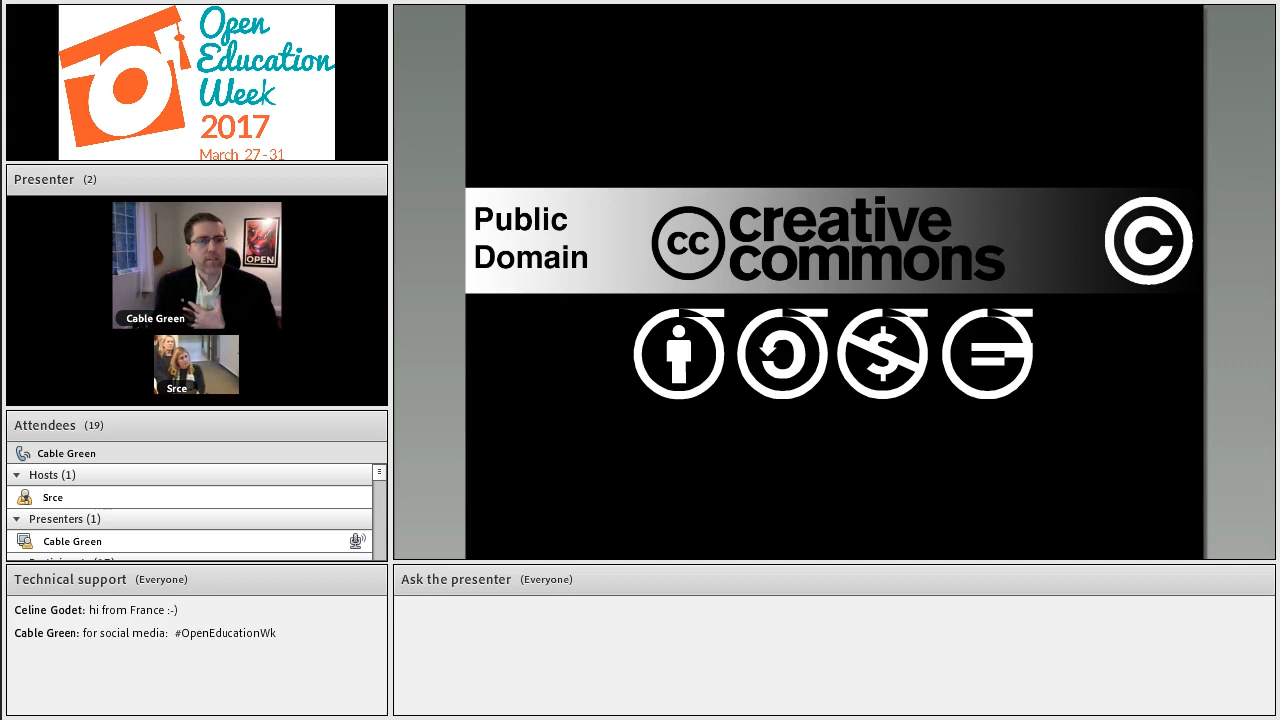 Open
Education
Week
2017
March 27-31
Presenter (2)
OPEN
Cable Green
Srce
Attendees (19)
Cable Green
Hosts (1)
Srce
Presenters (1)
Cable Green
Technical support (Everyone)
Celine Godet: hi from France :-)
Cable Green: for social media: #OpenEducationWk
Public
Domain
cc creative
commons
C
$
=
Ask the presenter (Everyone)